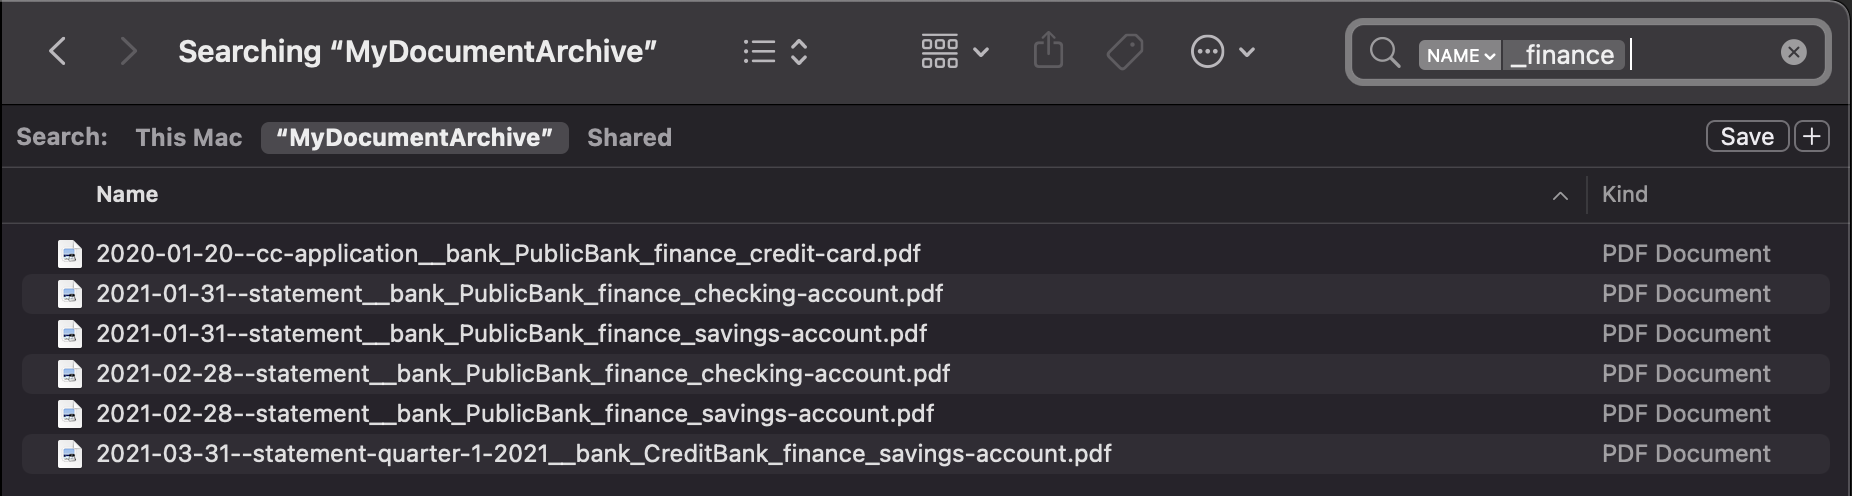 Searching “MyDocumentArchive” NAME _finance
Search: This Mac “MyDocumentArchive” Shared Save +
Name Kind
2020-01-20--cc-application__bank_PublicBank_finance_credit-card.pdf PDF Document
2021-01-31--statement__bank_PublicBank_finance_checking-account.pdf PDF Document
2021-01-31--statement__bank_PublicBank_finance_savings-account.pdf PDF Document
2021-02-28--statement__bank_PublicBank_finance_checking-account.pdf PDF Document
2021-02-28--statement__bank_PublicBank_finance_savings-account.pdf PDF Document
2021-03-31--statement-quarter-1-2021__bank_CreditBank_finance_savings-account.pdf PDF Document